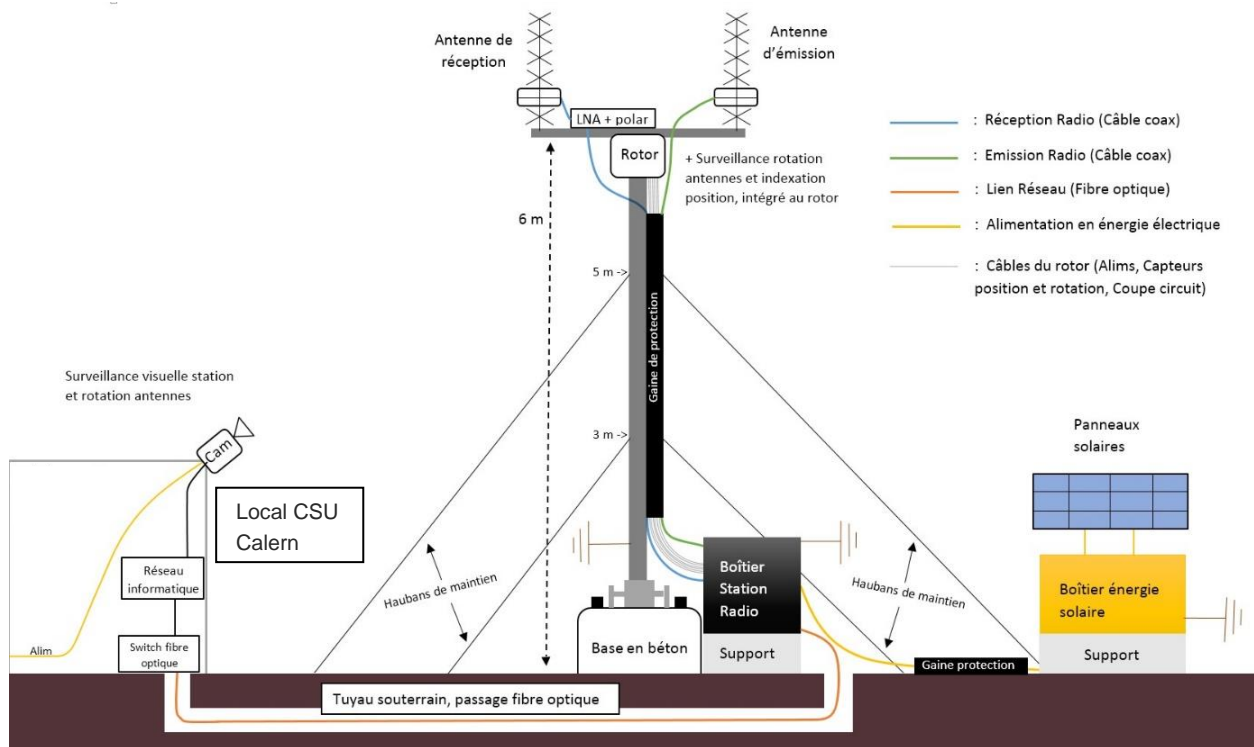 Antenne de
réception
Antenne
d'émission
LNA + polar
Rotor
+ Surveillance rotation
antennes et indexation
position, intégré au rotor
: Réception Radio (Câble coax)
: Emission Radio (Câble coax)
: Lien Réseau (Fibre optique)
: Alimentation en énergie électrique
: Câbles du rotor (Alims, Capteurs
position et rotation, Coupe circuit)
6 m
5 m ->
3 m ->
Gaine de protection
Surveillance visuelle station
et rotation antennes
Cam
Local CSU
Calern
Réseau
informatique
Switch fibre
optique
Alim
Haubans de maintien
Base en béton
Boîtier
Station
Radio
Support
Haubans de maintien
Gaine protection
Panneaux
solaires
Boîtier énergie
solaire
Support
Tuyau souterrain, passage fibre optique